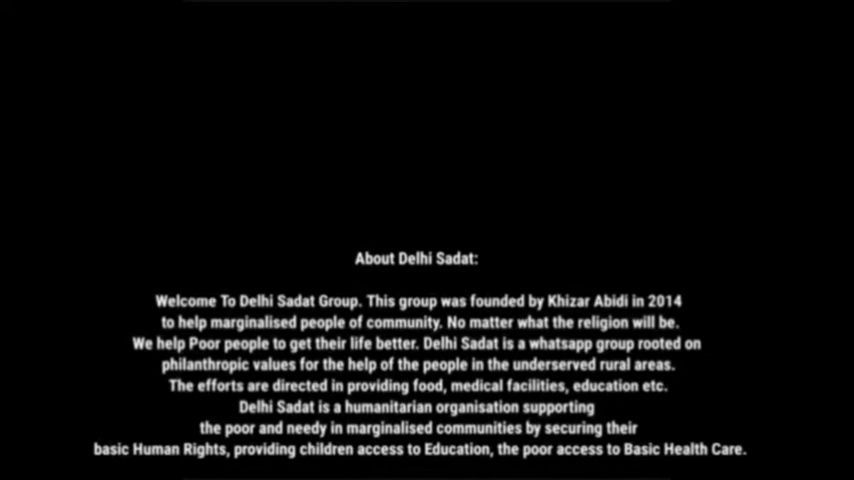 About Delhi Sadat:
Welcome To Delhi Sadat Group. This group was founded by Khizar Abidi in 2014
to help marginalised people of community. No matter what the religion will be.
We help Poor people to get their life better. Delhi Sadat is a whatsapp group rooted on
philanthropic values for the help of the people in the underserved rural areas.
The efforts are directed in providing food, medical facilities, education etc.
Delhi Sadat is a humanitarian organisation supporting
the poor and needy in marginalised communities by securing their
basic Human Rights, providing children access to Education, the poor access to Basic Health Care.